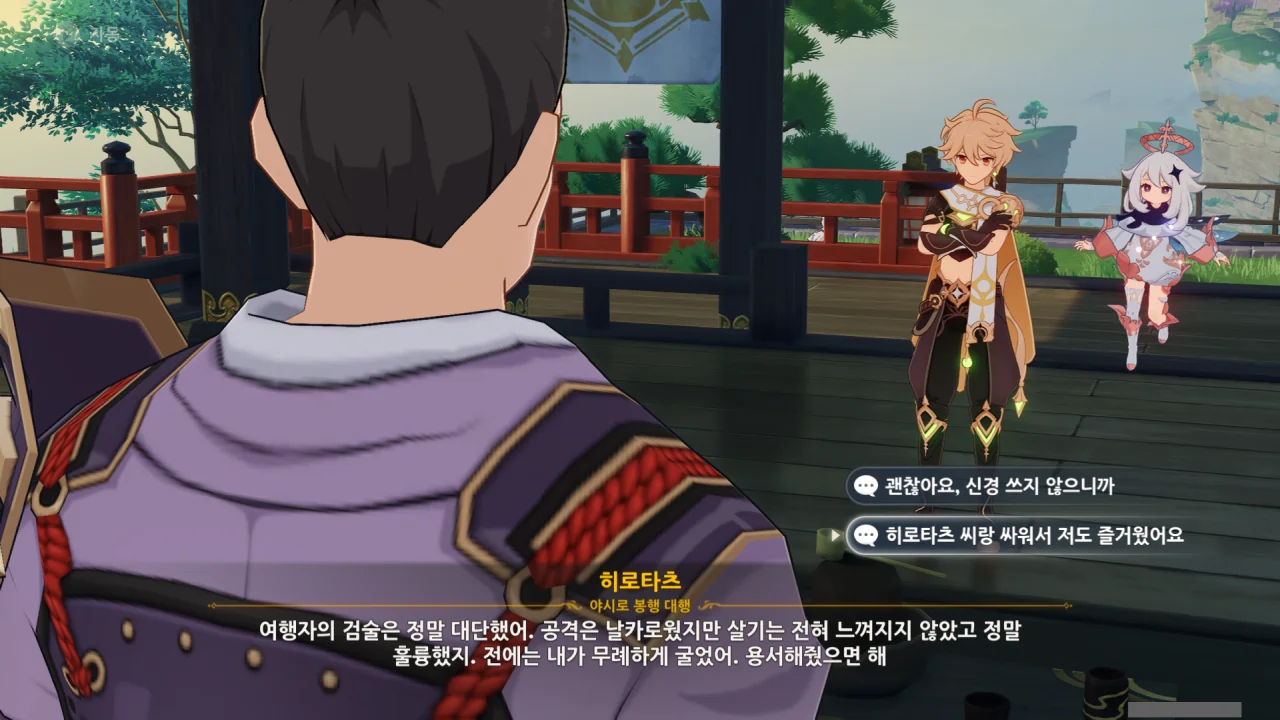 자동
괜찮아요, 신경 쓰지 않으니까
히로타츠 씨랑 싸워서 저도 즐거웠어요
히로타츠
야시로 봉행 대행
여행자의 검술은 정말 대단했어. 공격은 날카로웠지만 살기는 전혀 느껴지지 않았고 정말
훌륭했지. 전에는 내가 무례하게 굴었어. 용서해줬으면 해